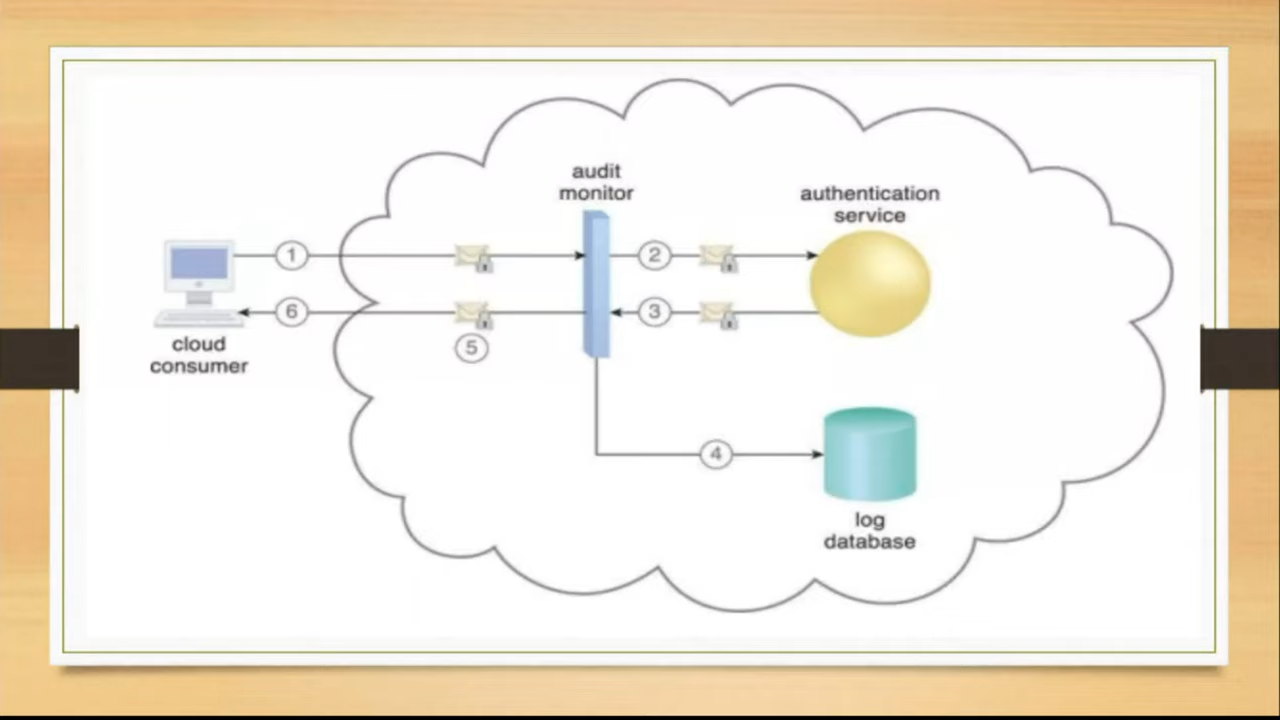 audit
monitor
authentication
service
1
2
6
3
5
cloud
consumer
4
log
database